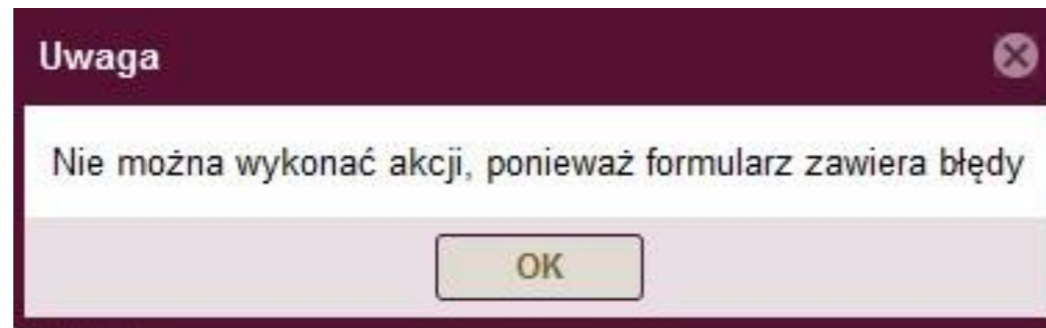 Uwaga
Nie można wykonać akcji, ponieważ formularz zawiera błędy
OK